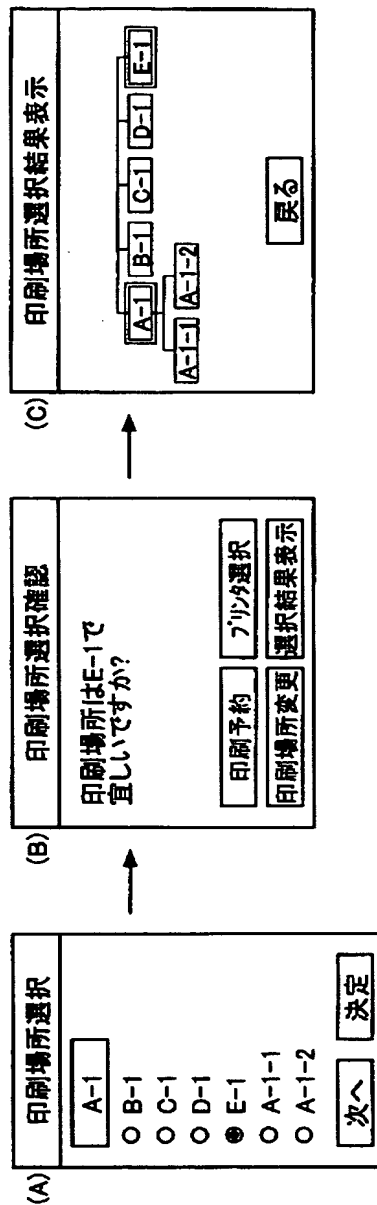 (A)
印刷場所選択
A-1
B-1
C-1
D-1
E-1
A-1-1
A-1-2
次へ 決定
(B)
印刷場所選択確認
印刷場所はE-1で
宜しいですか?
印刷予約 プリンタ選択
印刷場所変更 選択結果表示
(C)
印刷場所選択結果表示
A-1 B-1 C-1 D-1 E-1
A-1-1 A-1-2
戻る